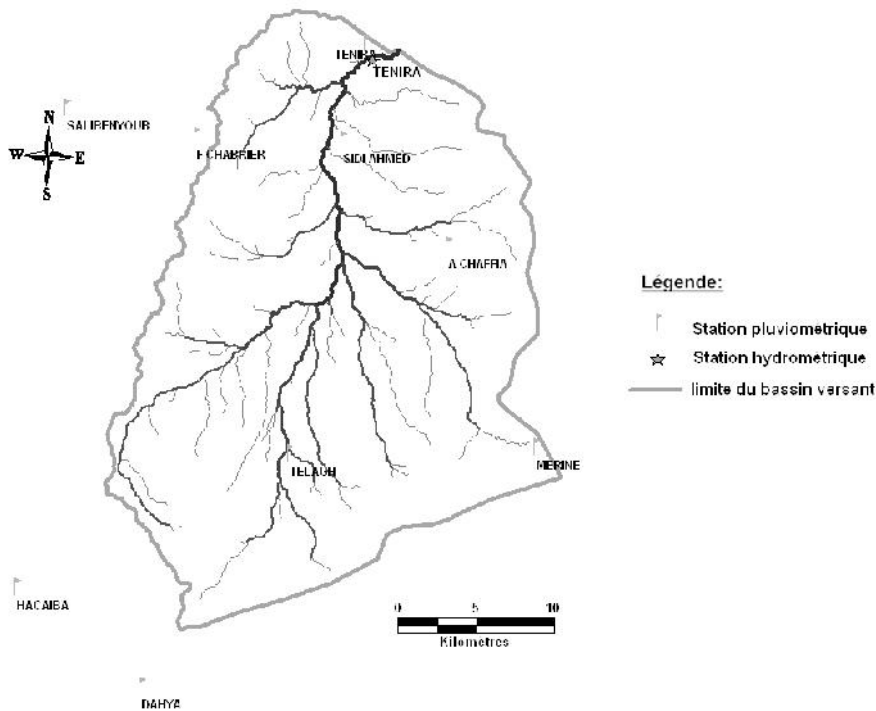 TENIRA
TENIRA
SALIBENYOUB
N
W E
S
F CHABRIER
SIDI AHMED
A CHAFFIA
Légende:
Station pluviometrique
Station hydrométrique
limite du bassin versant
TELAGH
MERINE
HACAIBA
0 5 10
Kilometres
DAHYA